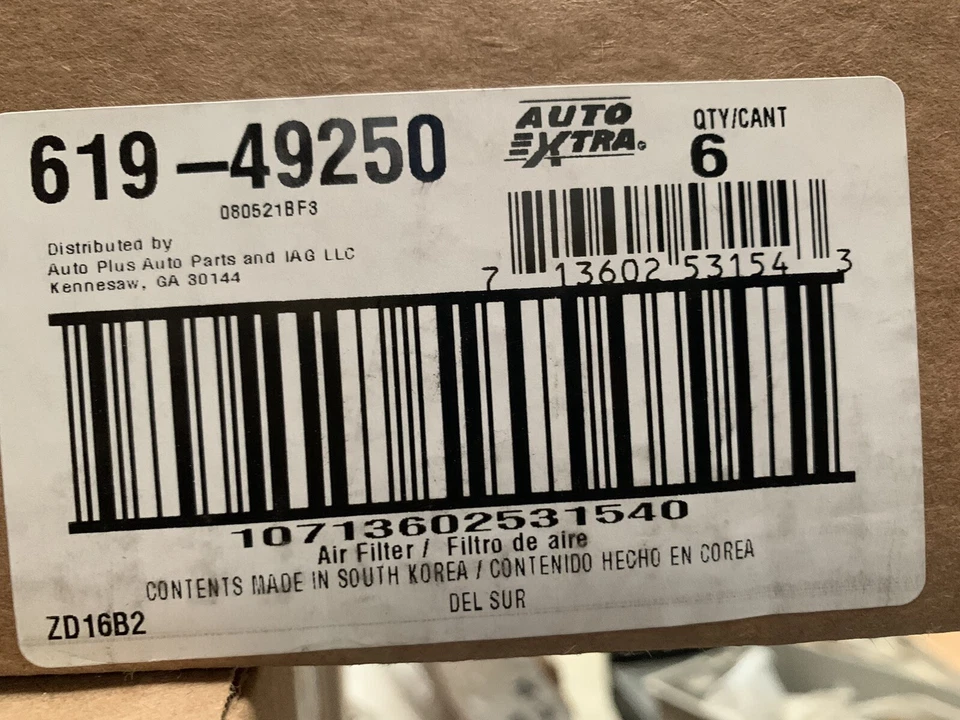 619-49250
080521BF3
AUTO
EXTRA®
QTY/CANT
6
Distributed by
Auto Plus Auto Parts and IAG LLC
Kennesaw, GA 30144
7 13602 53154 3
10713602531540
Air Filter / Filtro de aire
CONTENTS MADE IN SOUTH KOREA / CONTENIDO HECHO EN COREA
DEL SUR
ZD16B2